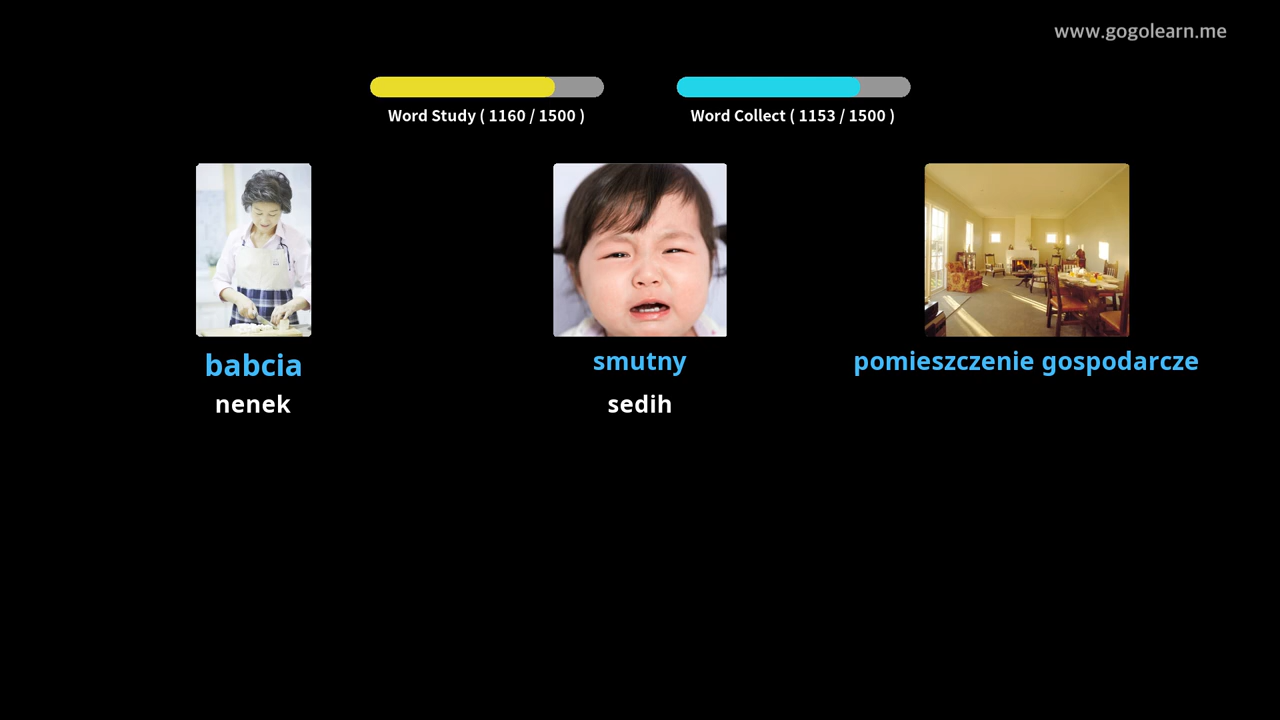 www.gogolearn.me
Word Study ( 1160 / 1500 )
Word Collect ( 1153 / 1500 )
babcia
smutny
pomieszczenie gospodarcze
nenek
sedih